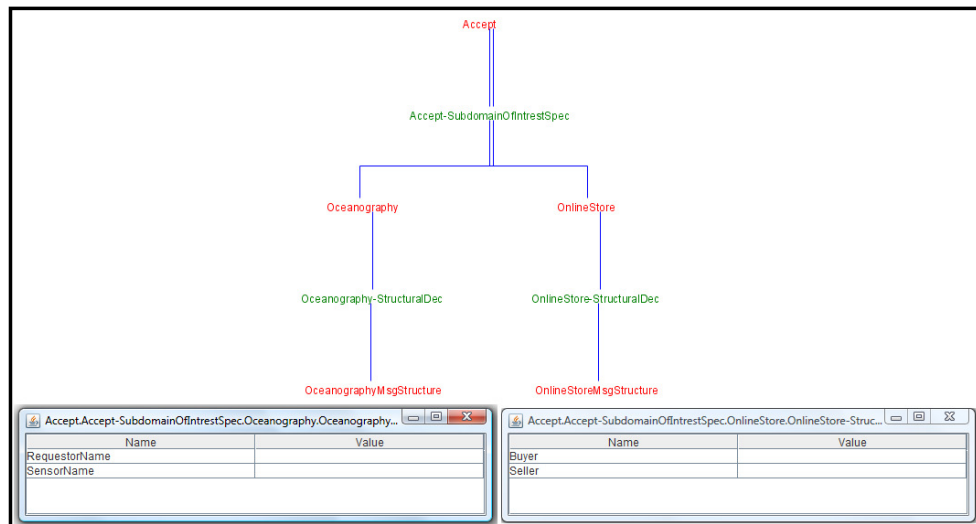 Accept
Accept-SubdomainOfIntrestSpec
Oceanography OnlineStore
Oceanography-StructuralDec OnlineStore-StructuralDec
OceanographyMsgStructure OnlineStoreMsgStructure
Accept.Accept-SubdomainOfIntrestSpec.Oceanography.Oceanography...
Name Value
RequestorName
SensorName
Accept.Accept-SubdomainOfIntrestSpec.OnlineStore.OnlineStore-Struc...
Name Value
Buyer
Seller